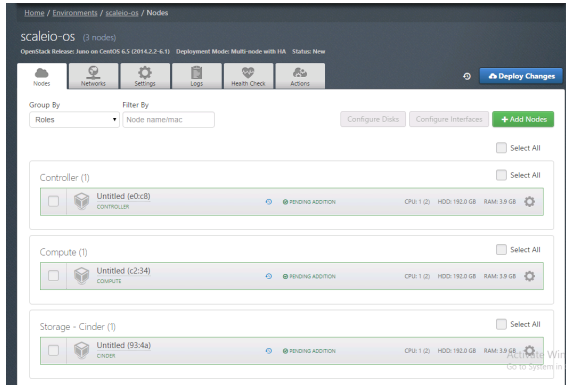 Home / Environments / scaleio-os / Nodes
scaleio-os (3 nodes)
OpenStack Release: Juno on CentOS 6.5 (2014.2.2-6.1) Deployment Mode: Multi-node with HA Status: New
Nodes Networks Settings Logs Health Check Actions Deploy Changes
Group By Filter By
Roles Node name/mac Configure Disks Configure Interfaces + Add Nodes
Select All
Controller (1) Select All
Untitled (e0:c8)
CONTROLLER PENDING ADDITION CPU: 1 (2) HDD: 192.0 GB RAM: 3.9 GB
Compute (1) Select All
Untitled (c2:34)
COMPUTE PENDING ADDITION CPU: 1 (2) HDD: 192.0 GB RAM: 3.9 GB
Storage - Cinder (1) Select All
Untitled (93:4a)
CINDER PENDING ADDITION CPU: 1 (2) HDD: 192.0 GB RAM: 3.9 GB
Activate Win
Go to System in